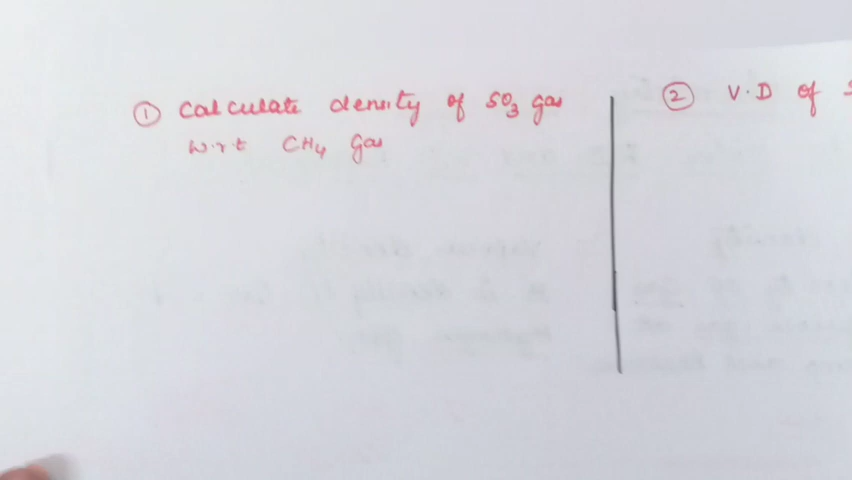 ① Calculate density of SO₃ gas
w.r.t CH₄ gas
② V.D of